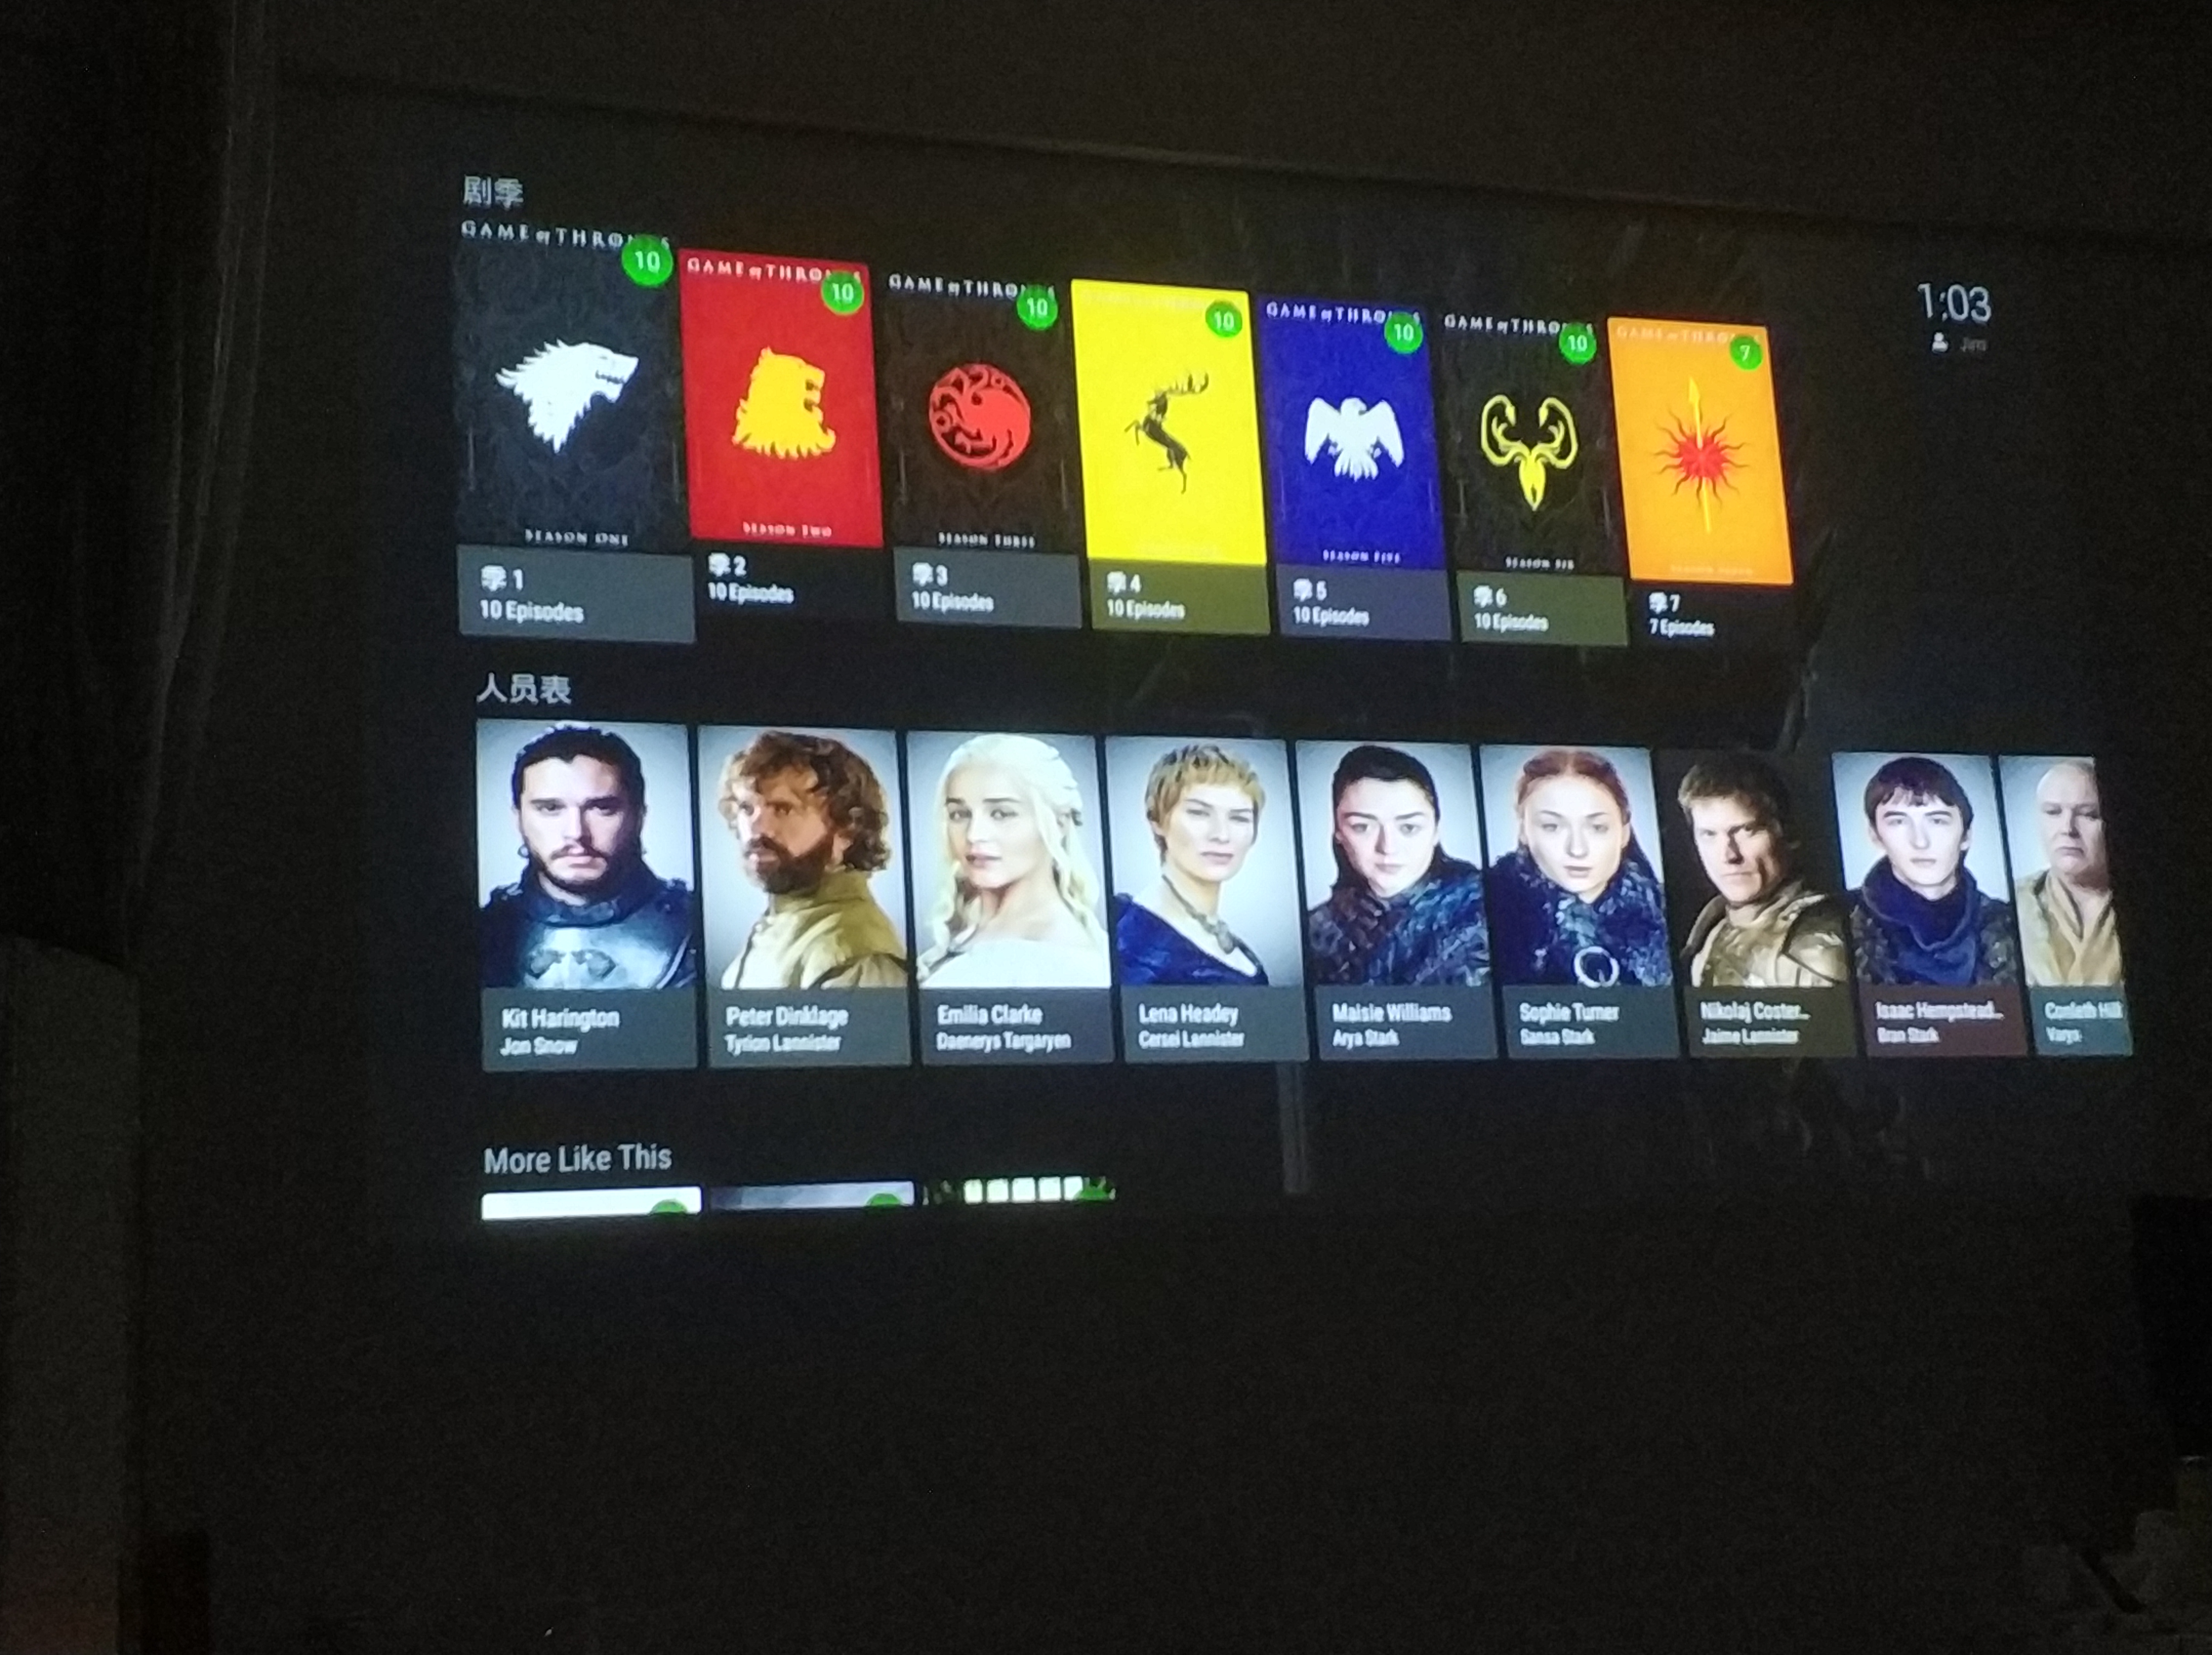 剧季
GAME of THRONES
10
GAME of THRONES
10
GAME of THRONES
10
10
GAME of THRONES
10
GAME of THRONES
10
GAME of THRONES
7
1:03
Jim
SEASON ONE
SEASON TWO
SEASON THREE
SEASON FIVE
SEASON SIX
季 1
10 Episodes
季 2
10 Episodes
季 3
10 Episodes
季 4
10 Episodes
季 5
10 Episodes
季 6
10 Episodes
季 7
7 Episodes
人员表
Kit Harington
Jon Snow
Peter Dinklage
Tyrion Lannister
Emilia Clarke
Daenerys Targaryen
Lena Headey
Cersei Lannister
Maisie Williams
Arya Stark
Sophie Turner
Sansa Stark
Nikolaj Coster...
Jaime Lannister
Isaac Hempstead...
Bran Stark
Conleth Hill
Varys
More Like This